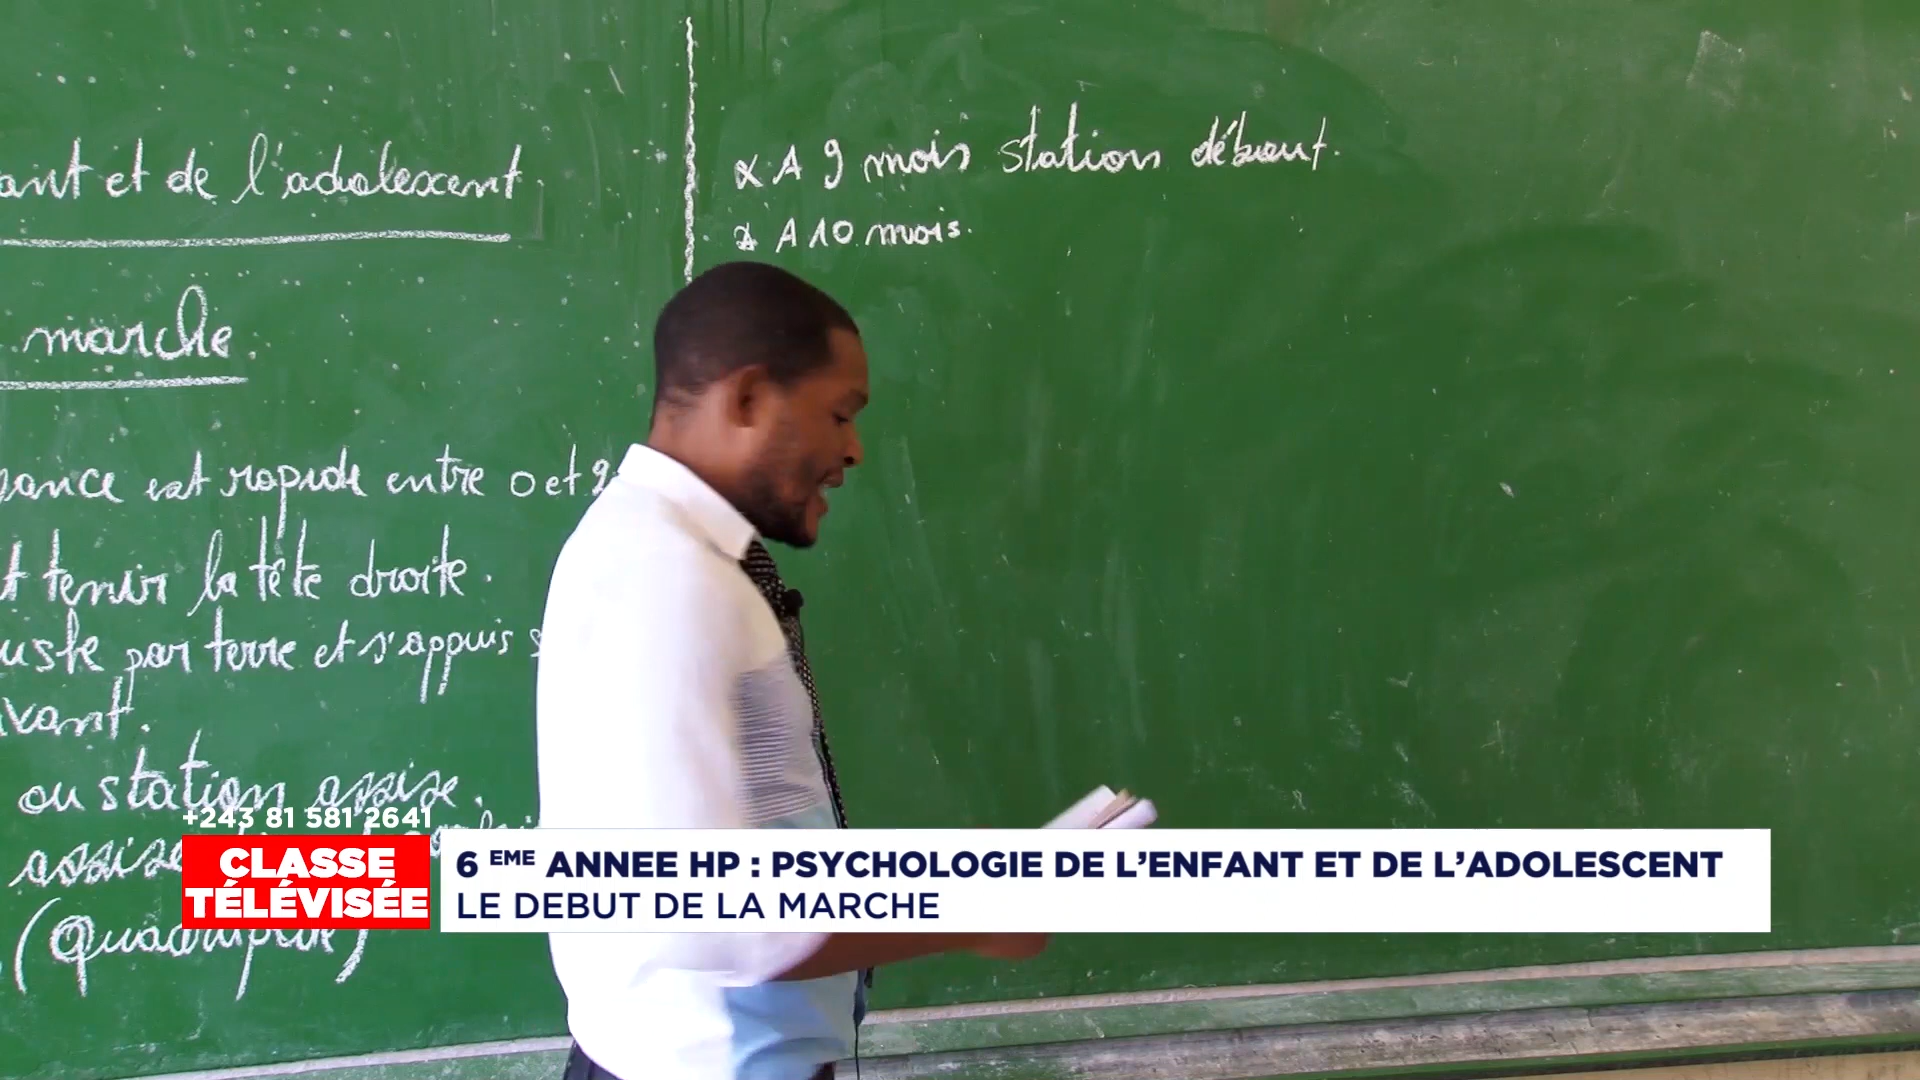 ant et de l'adolescent.
marche.
ance est rapide entre 0 et 2
t tenir la tête droite.
uste par terre et s'appuis s
vant.
ou station assise.
assise
(Quadrupède)
α A 9 mois station débout.
A 10 mois.
+243 81 581 2641
CLASSE
TÉLÉVISÉE
6 EME ANNEE HP : PSYCHOLOGIE DE L'ENFANT ET DE L'ADOLESCENT
LE DEBUT DE LA MARCHE